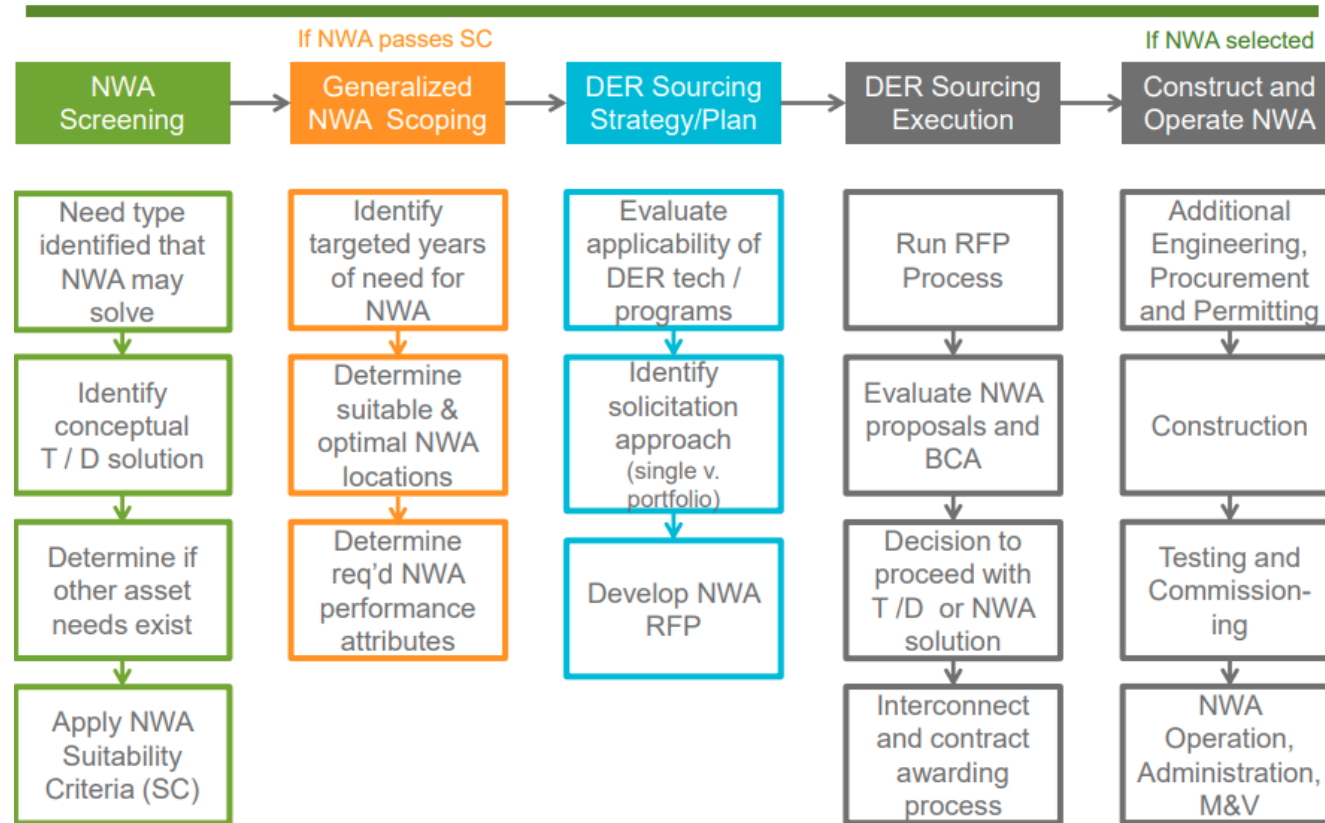 If NWA passes SC
If NWA selected
NWA
Screening
Generalized
NWA Scoping
DER Sourcing
Strategy/Plan
DER Sourcing
Execution
Construct and
Operate NWA
Need type
identified that
NWA may
solve
Identify
conceptual
T / D solution
Determine if
other asset
needs exist
Apply NWA
Suitability
Criteria (SC)
Identify
targeted years
of need for
NWA
Determine
suitable &
optimal NWA
locations
Determine
req'd NWA
performance
attributes
Evaluate
applicability of
DER tech /
programs
Identify
solicitation
approach
(single v.
portfolio)
Develop NWA
RFP
Run RFP
Process
Evaluate NWA
proposals and
BCA
Decision to
proceed with
T /D or NWA
solution
Interconnect
and contract
awarding
process
Additional
Engineering,
Procurement
and Permitting
Construction
Testing and
Commission-
ing
NWA
Operation,
Administration,
M&V